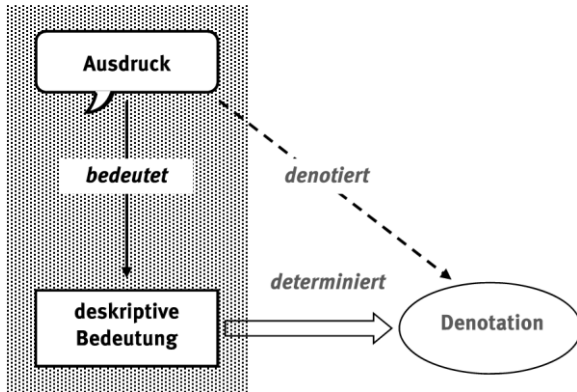 Ausdruck
bedeutet
denotiert
determiniert
deskriptive
Bedeutung
Denotation